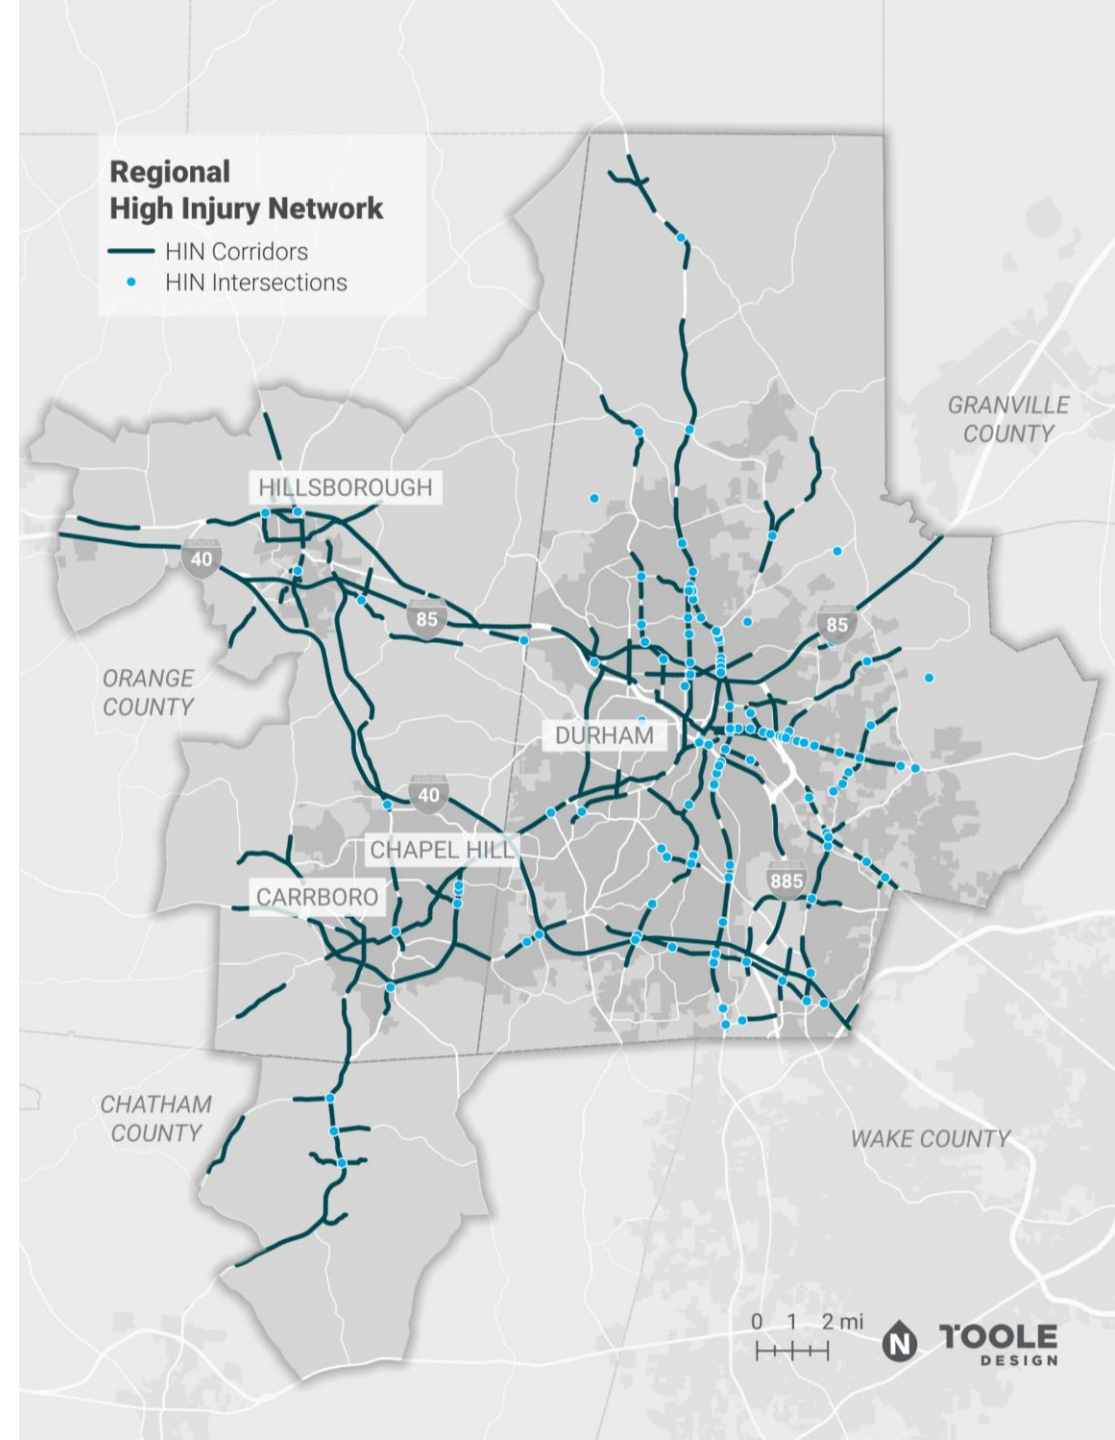 Regional
High Injury Network
HIN Corridors
HIN Intersections
GRANVILLE
COUNTY
HILLSBOROUGH
40
85
85
ORANGE
COUNTY
DURHAM
40
CHAPEL HILL
885
CARRBORO
CHATHAM
COUNTY
WAKE COUNTY
0 1 2 mi
N
TOOLE
DESIGN